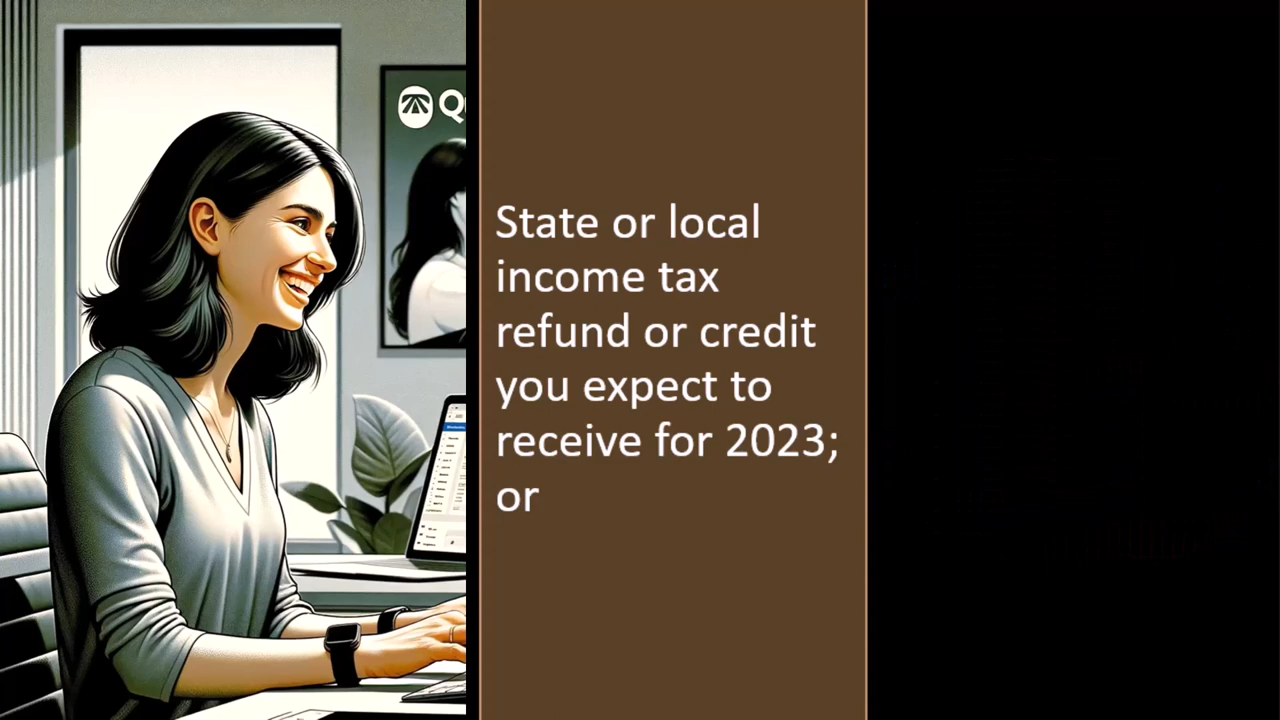 Q
State or local
income tax
refund or credit
you expect to
receive for 2023;
or